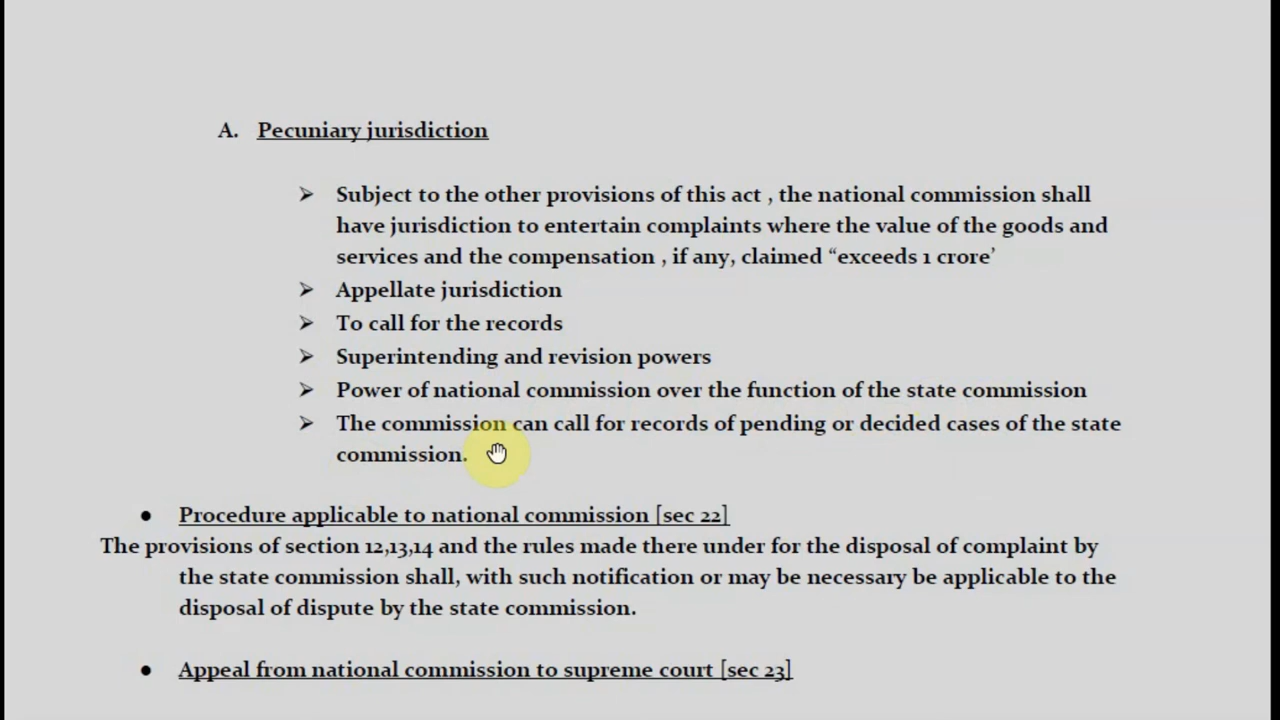 A. Pecuniary jurisdiction
➢ Subject to the other provisions of this act , the national commission shall
have jurisdiction to entertain complaints where the value of the goods and
services and the compensation , if any, claimed “exceeds 1 crore’
➢ Appellate jurisdiction
➢ To call for the records
➢ Superintending and revision powers
➢ Power of national commission over the function of the state commission
➢ The commission can call for records of pending or decided cases of the state
commission.
● Procedure applicable to national commission [sec 22]
The provisions of section 12,13,14 and the rules made there under for the disposal of complaint by
the state commission shall, with such notification or may be necessary be applicable to the
disposal of dispute by the state commission.
● Appeal from national commission to supreme court [sec 23]